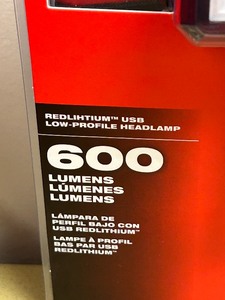 REDLITHIUM™ USB
LOW-PROFILE HEADLAMP
600
LUMENS
LÚMENES
LUMENS
LÁMPARA DE
PERFIL BAJO CON
USB REDLITHIUM™
LAMPE À PROFIL
BAS PAR USB
REDLITHIUM™